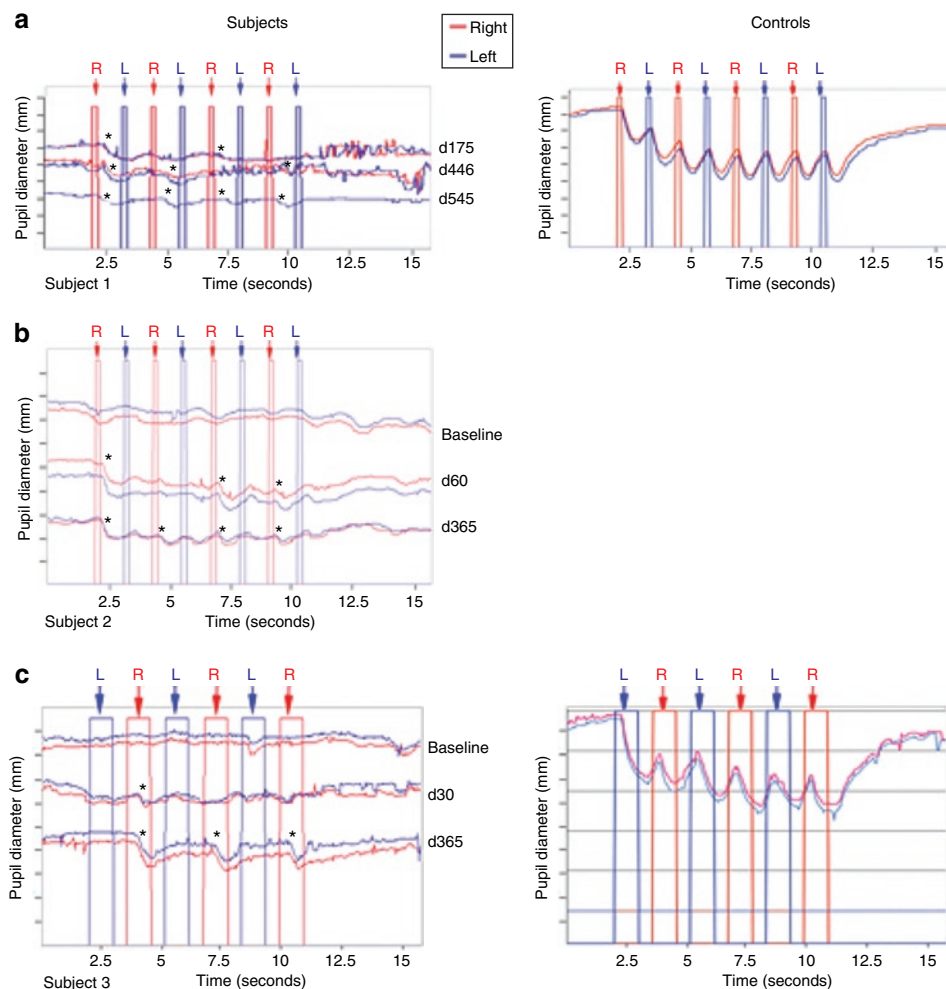 a
Subjects
Right
Left
Controls
R L R L R L R L
R L R L R L R L
Pupil diameter (mm)
d175
d446
d545
2.5 5 7.5 10 12.5 15
Subject 1
Time (seconds)
Pupil diameter (mm)
2.5 5 7.5 10 12.5 15
Time (seconds)
b
R L R L R L R L
Pupil diameter (mm)
Baseline
d60
d365
2.5 5 7.5 10 12.5 15
Subject 2
Time (seconds)
c
L R L R L R
L R L R L R
Pupil diameter (mm)
Baseline
d30
d365
2.5 5 7.5 10 12.5 15
Subject 3
Time (seconds)
Pupil diameter (mm)
2.5 5 7.5 10 12.5 15
Time (seconds)